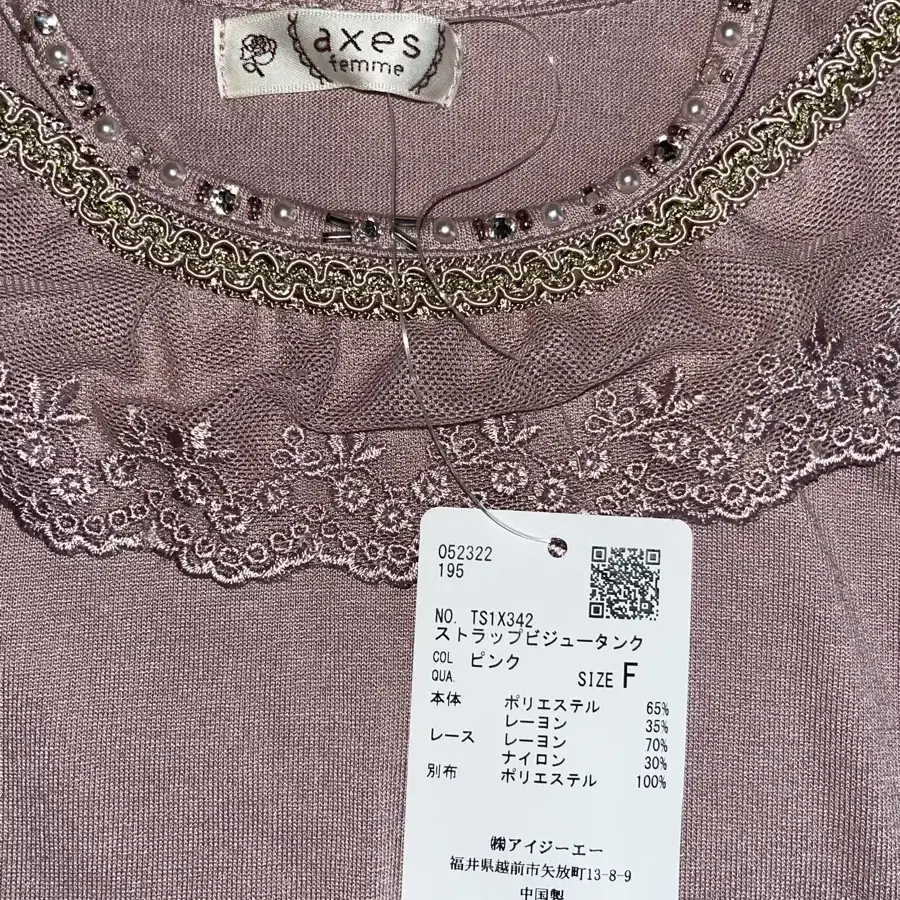 axes
femme
052322
195
NO. TS1X342
ストラップビジュータンク
COL ピンク
QUA. SIZE F
本体 ポリエステル 65%
レーヨン 35%
レース レーヨン 70%
ナイロン 30%
別布 ポリエステル 100%
㈱アイジーエー
福井県越前市矢放町13-8-9
中国製